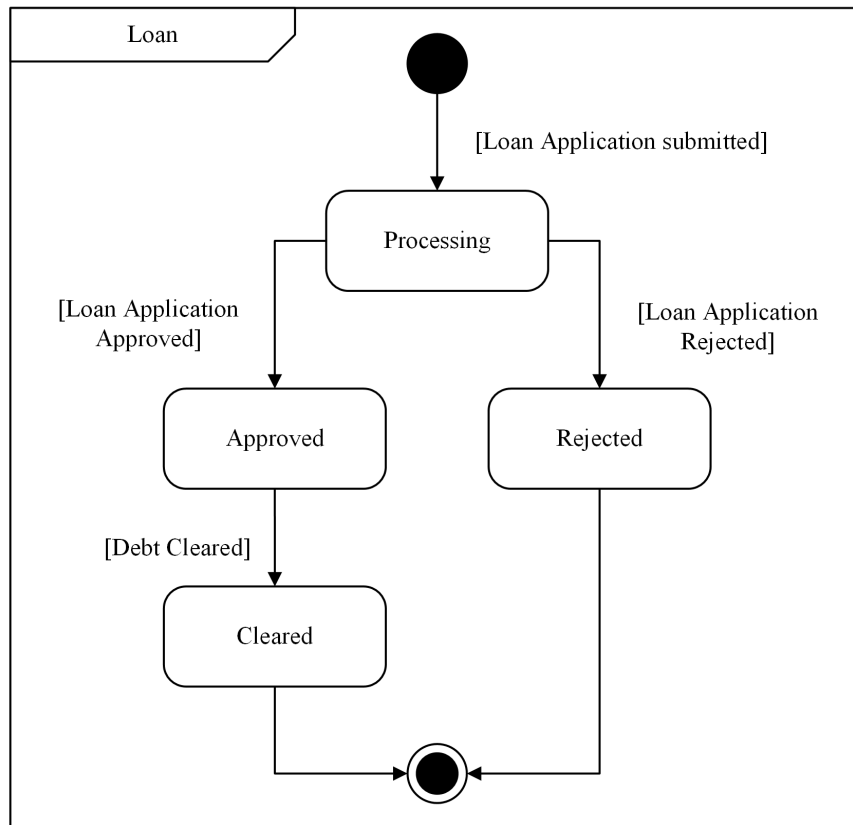 Loan
[Loan Application submitted]
Processing
[Loan Application
Approved]
[Loan Application
Rejected]
Approved
Rejected
[Debt Cleared]
Cleared